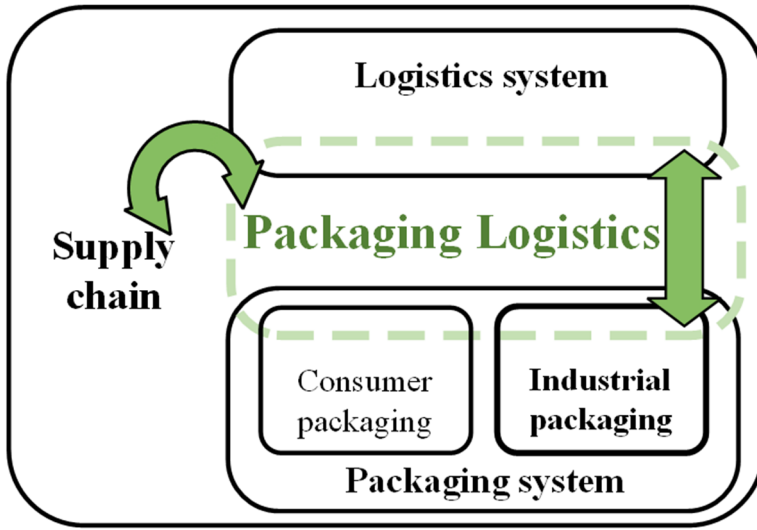 Logistics system
Packaging Logistics
Supply
chain
Consumer
packaging
Industrial
packaging
Packaging system